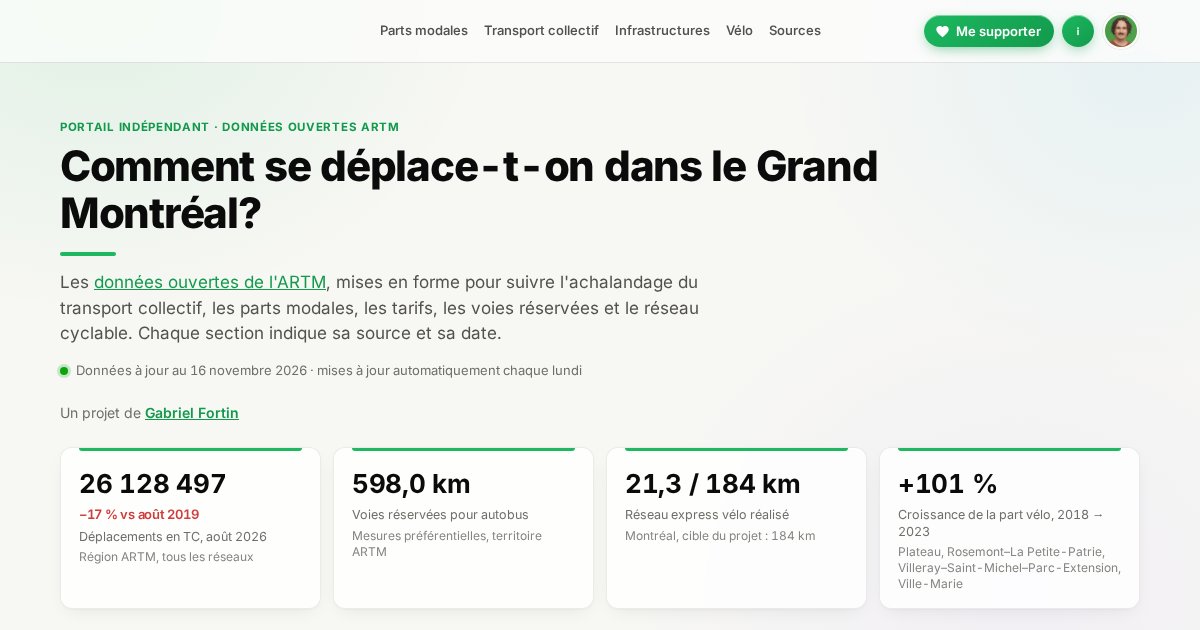 Parts modales Transport collectif Infrastructures Vélo Sources Me supporter i
PORTAIL INDÉPENDANT · DONNÉES OUVERTES ARTM
Comment se déplace-t-on dans le Grand
Montréal?
Les données ouvertes de l'ARTM, mises en forme pour suivre l'achalandage du
transport collectif, les parts modales, les tarifs, les voies réservées et le réseau
cyclable. Chaque section indique sa source et sa date.
Données à jour au 16 novembre 2026 · mises à jour automatiquement chaque lundi
Un projet de Gabriel Fortin
26 128 497
−17 % vs août 2019
Déplacements en TC, août 2026
Région ARTM, tous les réseaux
598,0 km
Voies réservées pour autobus
Mesures préférentielles, territoire
ARTM
21,3 / 184 km
Réseau express vélo réalisé
Montréal, cible du projet : 184 km
+101 %
Croissance de la part vélo, 2018 →
2023
Plateau, Rosemont–La Petite-Patrie,
Villeray–Saint-Michel–Parc-Extension,
Ville-Marie